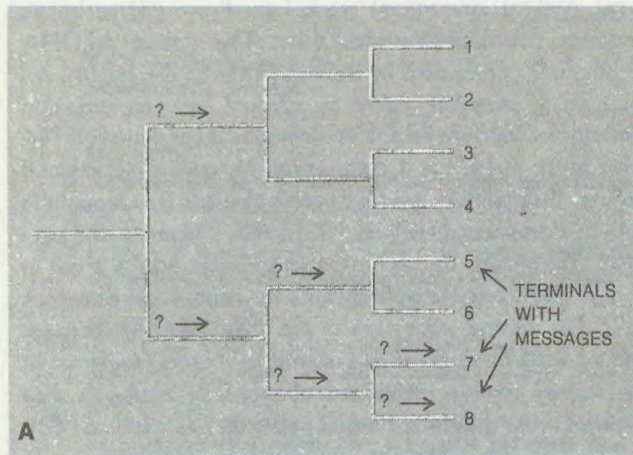 1
? →
2
3
4
? → 5
TERMINALS
WITH
MESSAGES
6
? →
? → 7
? →
? → 8
A